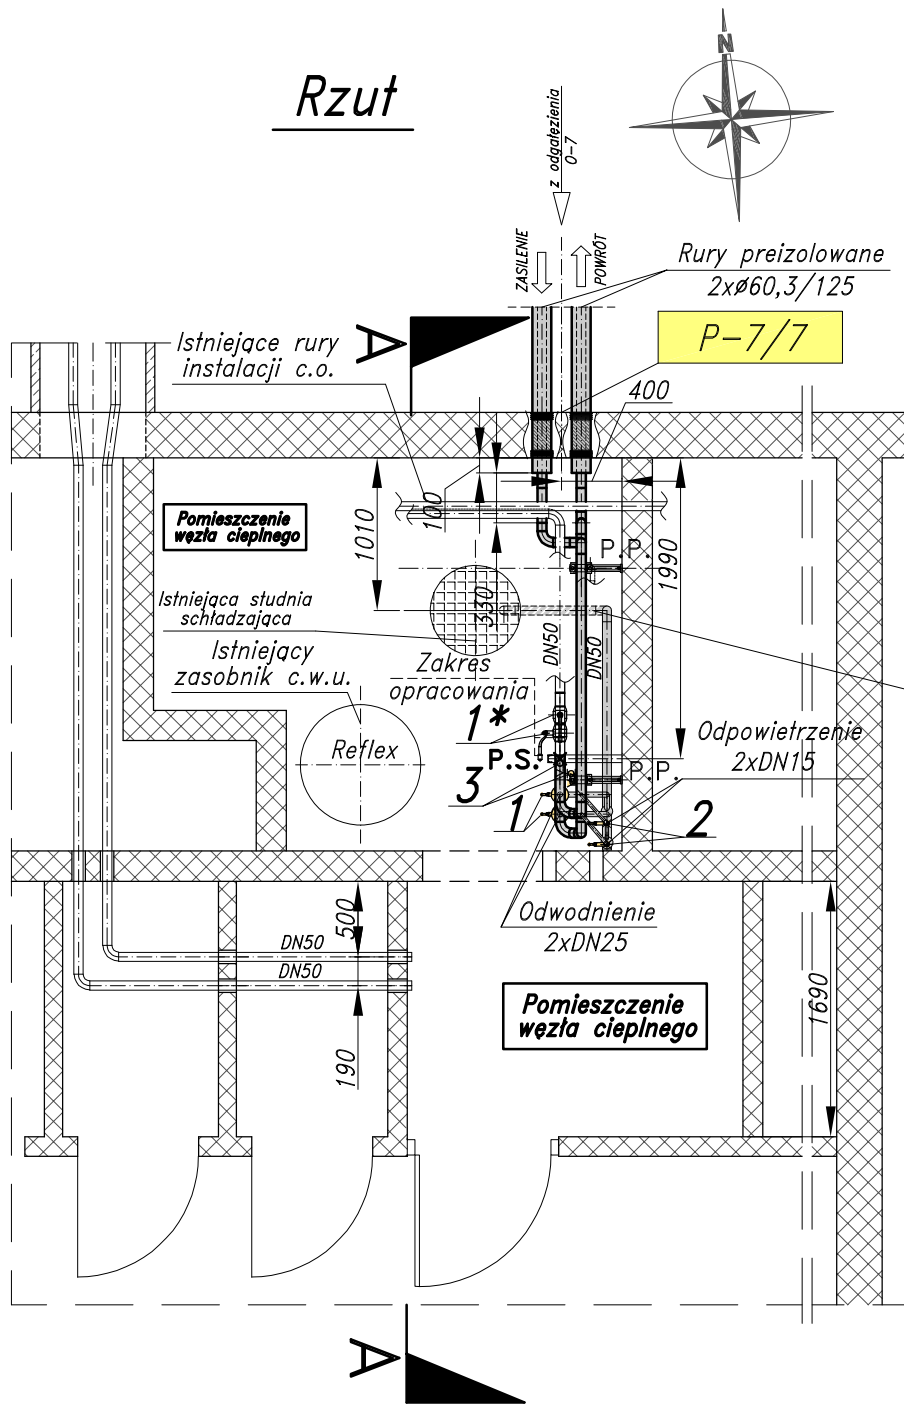 N
Rzut
z odgałęzienia
0-7
ZASILENIE
POWRÓT
Rury preizolowane
2xø60,3/125
A
P-7/7
Istniejące rury
instalacji c.o.
400
Pomieszczenie
węzła cieplnego
1010
100
1990
P.P.
330
Istniejąca studnia
schładzająca
Istniejący
zasobnik c.w.u.
DN50
DN50
Zakres
opracowania
1*
Reflex
P.S.
Odpowietrzenie
2xDN15
P.P.
3
1
2
Odwodnienie
2xDN25
500
DN50
DN50
190
Pomieszczenie
węzła cieplnego
1690
A